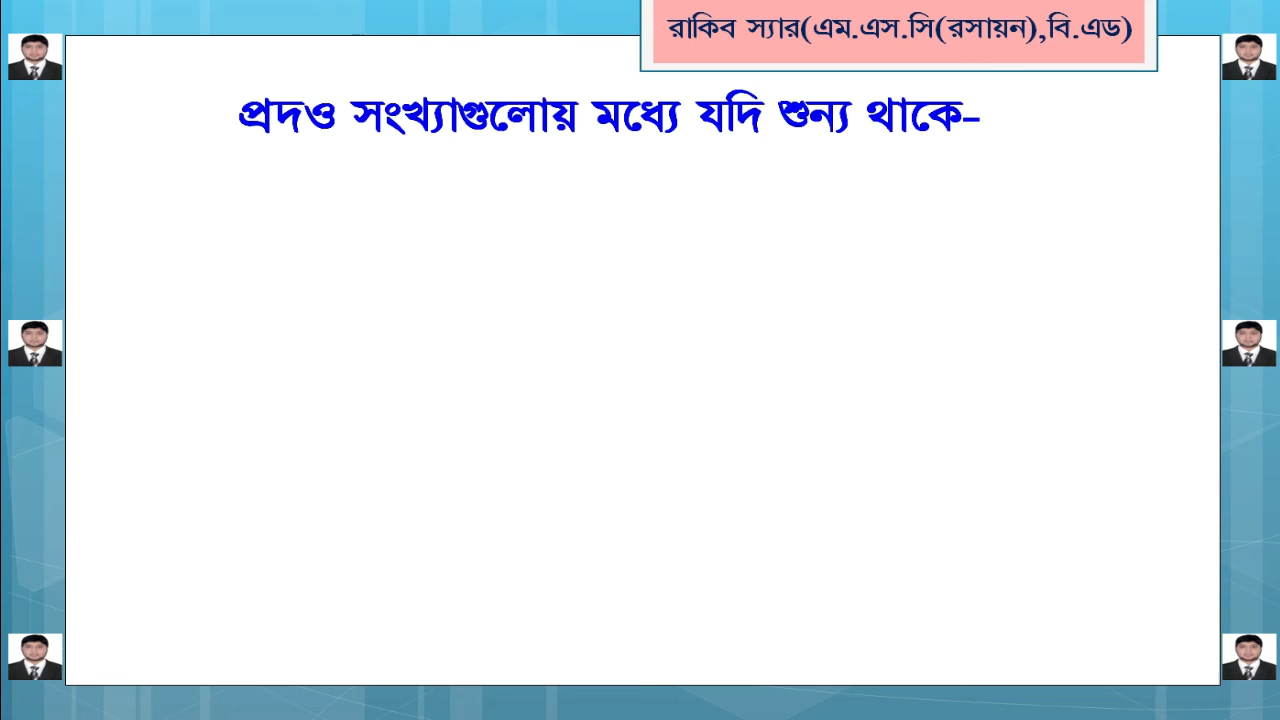 রাকিব স্যার(এম.এস.সি(রসায়ন),বি.এড)
প্রদও সংখ্যাগুলোয় মধ্যে যদি শুন্য থাকে-